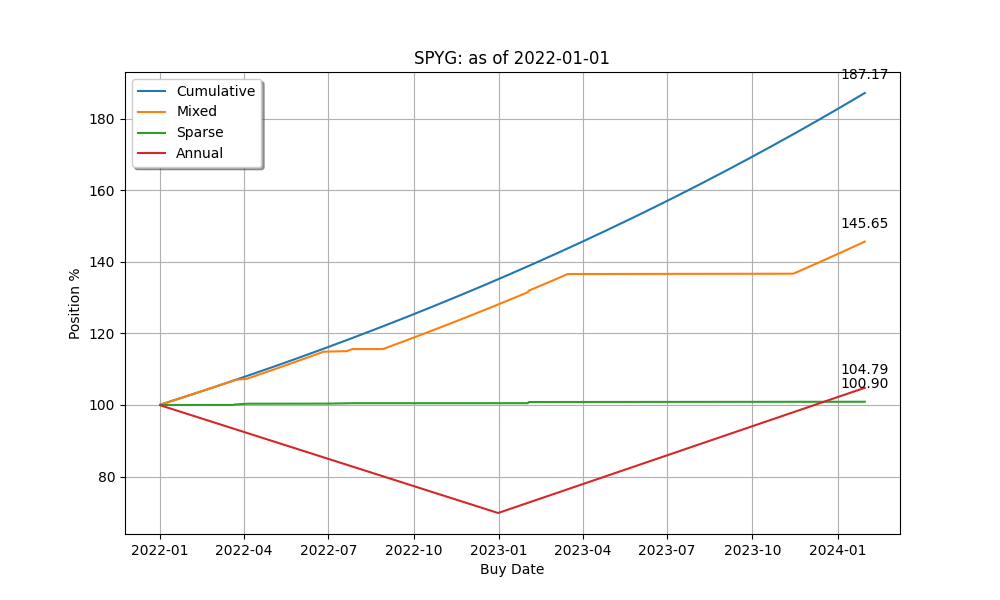 SPYG: as of 2022-01-01
187.17
Cumulative
Mixed
Sparse
Annual
180
160
145.65
140
120
104.79
100.90
100
80
Position %
2022-01 2022-04 2022-07 2022-10 2023-01 2023-04 2023-07 2023-10 2024-01
Buy Date